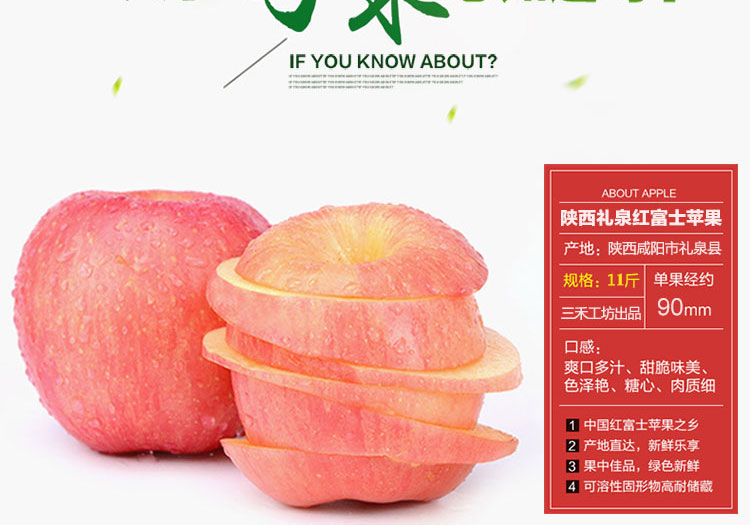 IF YOU KNOW ABOUT?
ABOUT APPLE
陕西礼泉红富士苹果
产地：陕西咸阳市礼泉县
规格：11斤
三禾工坊出品
单果经约
90mm
口感：
爽口多汁、甜脆味美、
色泽艳、糖心、肉质细
1 中国红富士苹果之乡
2 产地直达，新鲜乐享
3 果中佳品，绿色新鲜
4 可溶性固形物高耐储藏